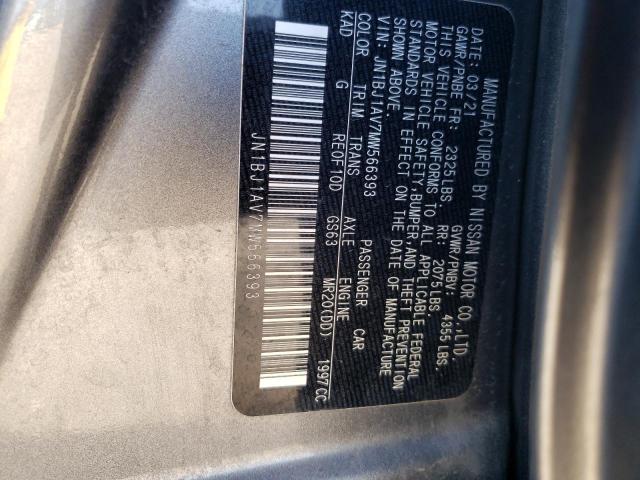 MANUFACTURED BY NISSAN MOTOR CO.,LTD.
DATE: 03/21 GVWR/PNBV: 4355 LBS.
GAWR/PNBE FR: 2325LBS. RR: 2075LBS.
THIS VEHICLE CONFORMS TO ALL APPLICABLE FEDERAL
MOTOR VEHICLE SAFETY,BUMPER,AND THEFT PREVENTION
STANDARDS IN EFFECT ON THE DATE OF MANUFACTURE
SHOWN ABOVE.
VIN: JN1BJ1AV7MW566393 PASSENGER CAR
COLOR TRIM TRANS AXLE ENGINE
KAD G RE0F10D GS63 MR20(DD) 1997CC
JN1BJ1AV7MW566393